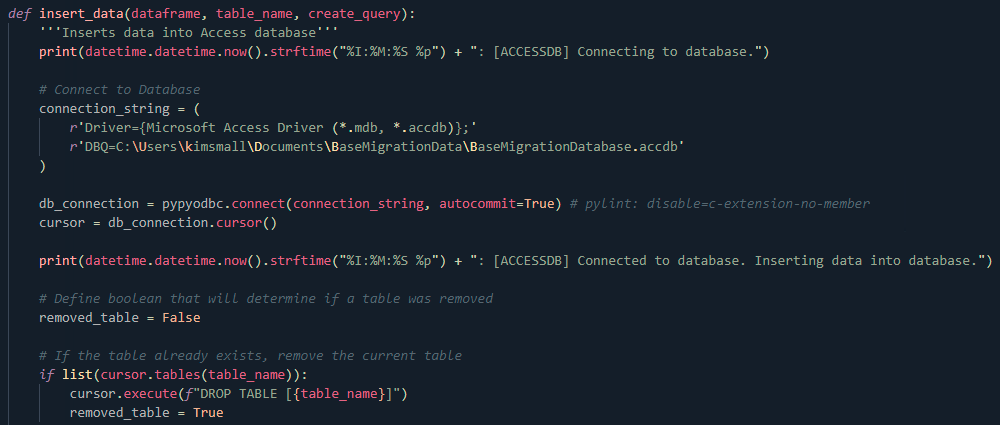 def insert_data(dataframe, table_name, create_query):
    '''Inserts data into Access database'''
    print(datetime.datetime.now().strftime("%I:%M:%S %p") + ": [ACCESSDB] Connecting to database.")
    # Connect to Database
    connection_string = (
        r'Driver={Microsoft Access Driver (*.mdb, *.accdb)};'
        r'DBQ=C:\Users\kimsmall\Documents\BaseMigrationData\BaseMigrationDatabase.accdb'
    )
    db_connection = pypyodbc.connect(connection_string, autocommit=True) # pylint: disable=c-extension-no-member
    cursor = db_connection.cursor()
    print(datetime.datetime.now().strftime("%I:%M:%S %p") + ": [ACCESSDB] Connected to database. Inserting data into database.")
    # Define boolean that will determine if a table was removed
    removed_table = False
    # If the table already exists, remove the current table
    if list(cursor.tables(table_name)):
        cursor.execute(f"DROP TABLE [{table_name}]")
        removed_table = True